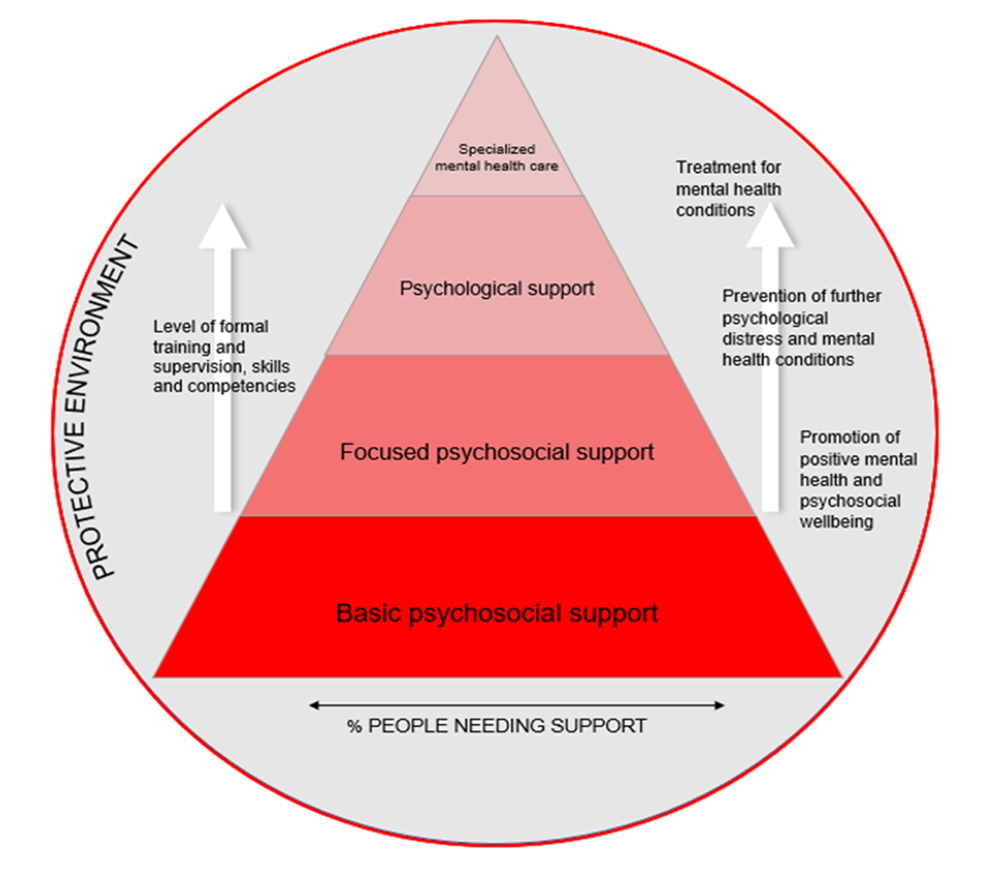 Specialized
mental health care
Treatment for
mental health
conditions
PROTECTIVE ENVIRONMENT
Psychological support
Prevention of further
psychological
distress and mental
health conditions
Level of formal
training and
supervision, skills
and competencies
Focused psychosocial support
Promotion of
positive mental
health and
psychosocial
wellbeing
Basic psychosocial support
% PEOPLE NEEDING SUPPORT